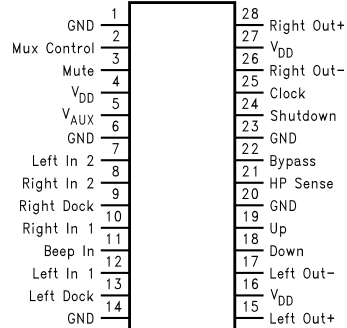 1 28
GND Right Out+
2 27
Mux Control VDD
3 26
Mute Right Out-
4 25
VDD Clock
5 24
VAUX Shutdown
6 23
GND GND
7 22
Left In 2 Bypass
8 21
Right In 2 HP Sense
9 20
Right Dock GND
10 19
Right In 1 Up
11 18
Beep In Down
12 17
Left In 1 Left Out-
13 16
Left Dock VDD
14 15
GND Left Out+